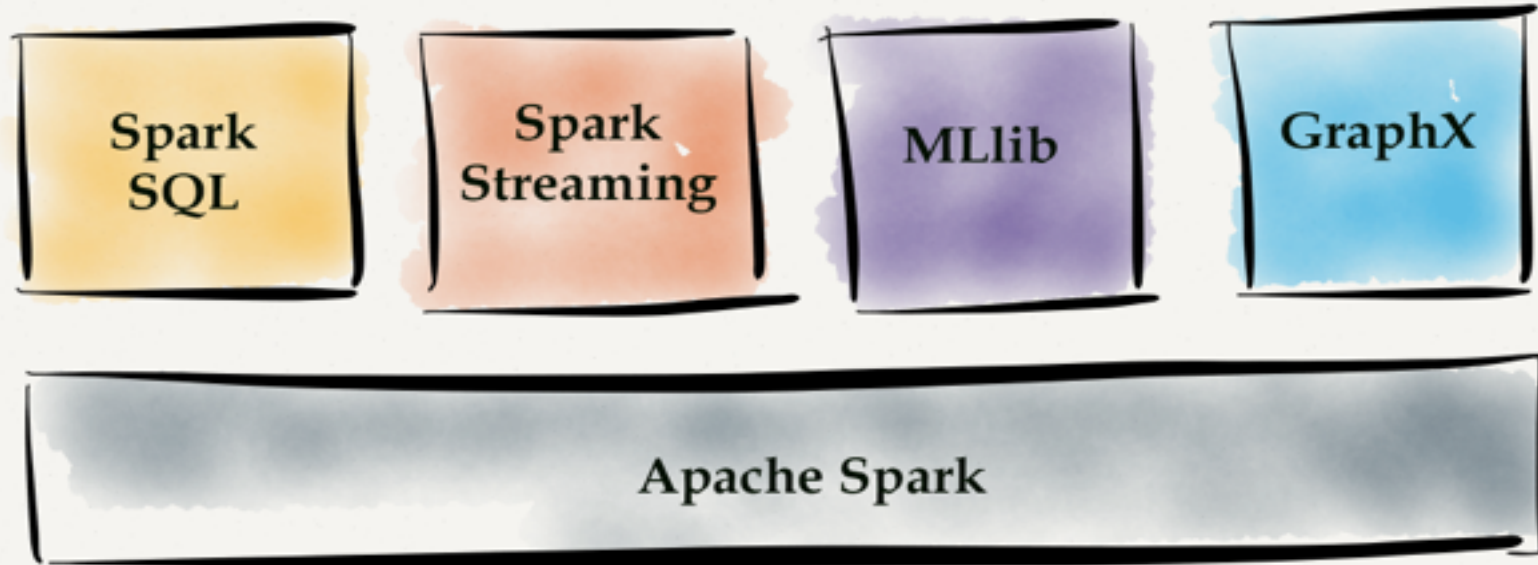 Spark
SQL
Spark
Streaming
MLlib
GraphX
Apache Spark